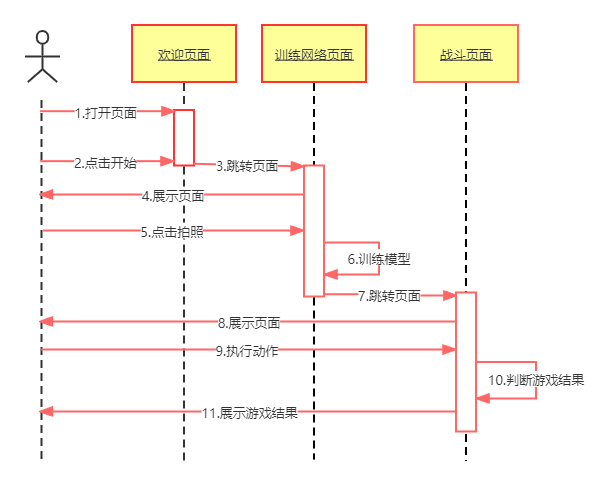 欢迎页面
训练网络页面
战斗页面
1.打开页面
2.点击开始
3.跳转页面
4.展示页面
5.点击拍照
6.训练模型
7.跳转页面
8.展示页面
9.执行动作
10.判断游戏结果
11.展示游戏结果